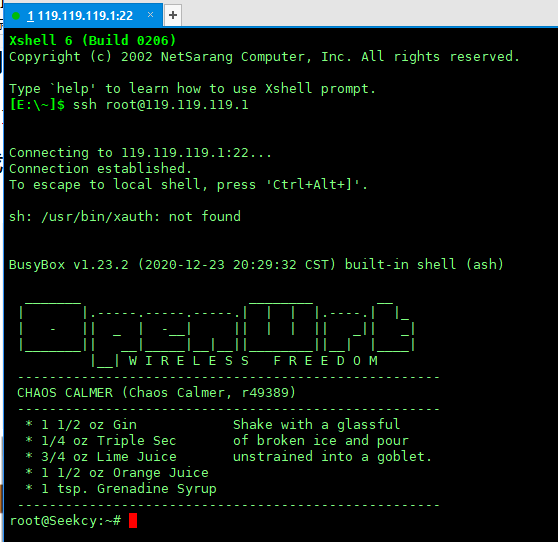 1 119.119.119.1:22 × +
Xshell 6 (Build 0206)
Copyright (c) 2002 NetSarang Computer, Inc. All rights reserved.
Type `help' to learn how to use Xshell prompt.
[E:\~]$ ssh root@119.119.119.1
Connecting to 119.119.119.1:22...
Connection established.
To escape to local shell, press 'Ctrl+Alt+]'.
sh: /usr/bin/xauth: not found
BusyBox v1.23.2 (2020-12-23 20:29:32 CST) built-in shell (ash)
OpenWrt
W I R E L E S S   F R E E D O M
-----------------------------------------------------
CHAOS CALMER (Chaos Calmer, r49389)
-----------------------------------------------------
* 1 1/2 oz Gin            Shake with a glassful
* 1/4 oz Triple Sec       of broken ice and pour
* 3/4 oz Lime Juice       unstrained into a goblet.
* 1 1/2 oz Orange Juice
* 1 tsp. Grenadine Syrup
-----------------------------------------------------
root@Seekcy:~#